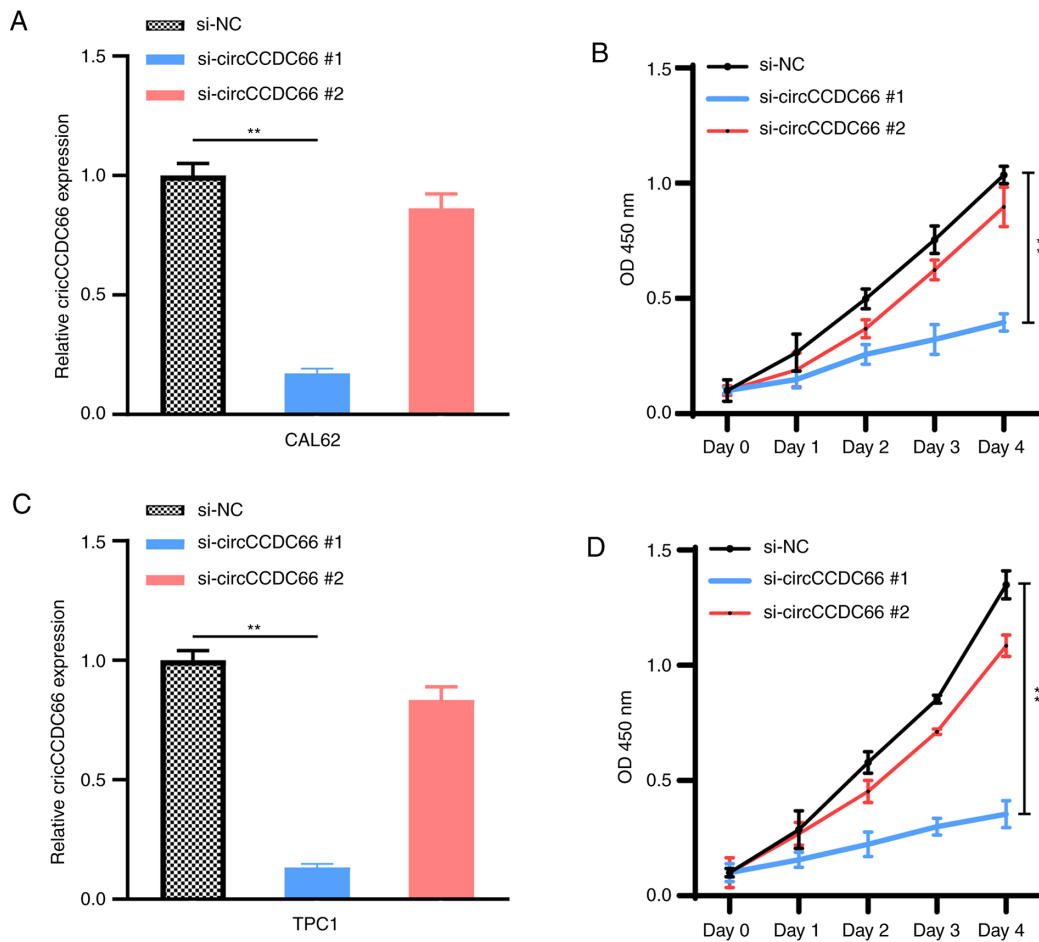 A
si-NC
si-circCCDC66 #1
si-circCCDC66 #2
1.5
1.0
0.5
0.0
Relative cricCCDC66 expression
**
CAL62
B
si-NC
si-circCCDC66 #1
si-circCCDC66 #2
1.5
1.0
0.5
0.0
OD 450 nm
**
Day 0 Day 1 Day 2 Day 3 Day 4
C
si-NC
si-circCCDC66 #1
si-circCCDC66 #2
1.5
1.0
0.5
0.0
Relative cricCCDC66 expression
**
TPC1
D
si-NC
si-circCCDC66 #1
si-circCCDC66 #2
1.5
1.0
0.5
0.0
OD 450 nm
**
Day 0 Day 1 Day 2 Day 3 Day 4